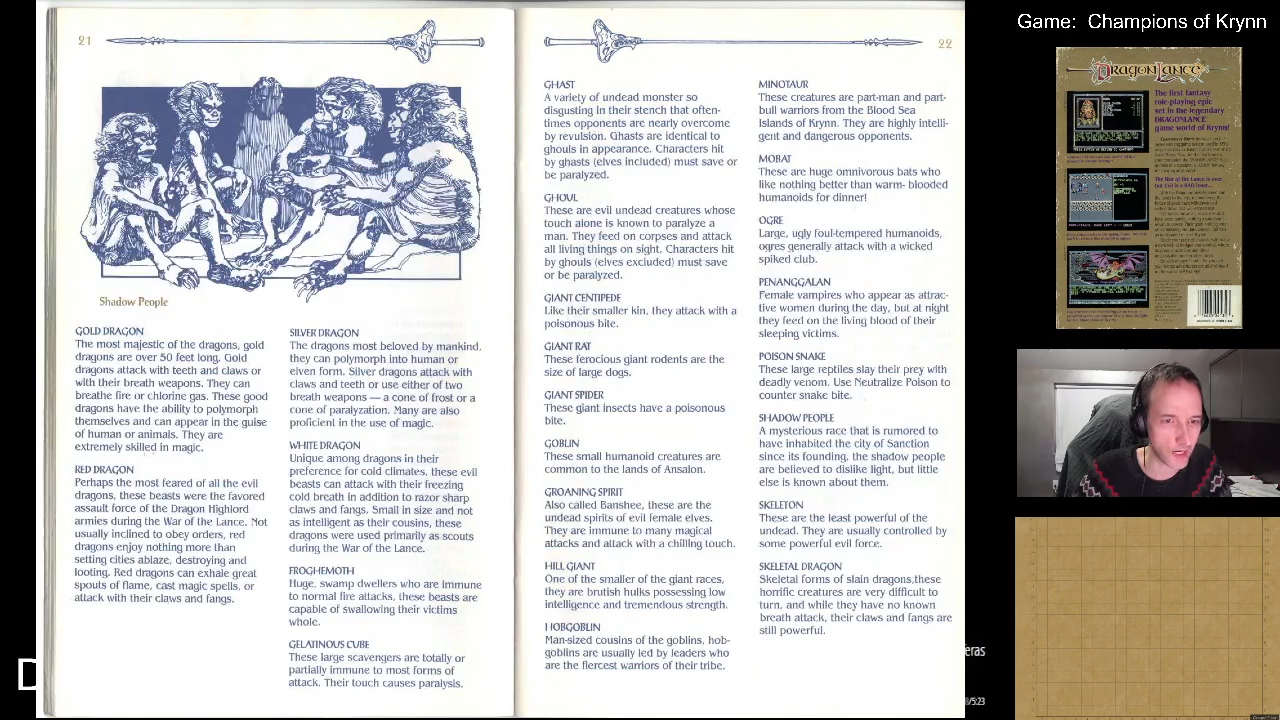 21
Shadow People
GOLD DRAGON
The most majestic of the dragons, gold
dragons are over 50 feet long. Gold
dragons attack with teeth and claws or
with their breath weapons. They can
breathe fire or chlorine gas. These good
dragons have the ability to polymorph
themselves and can appear in the guise
of human or animals. They are
extremely skilled in magic.
RED DRAGON
Perhaps the most feared of all the evil
dragons, these beasts were the favored
assault force of the Dragon Highlord
armies during the War of the Lance. Not
usually inclined to obey orders, red
dragons enjoy nothing more than
setting cities ablaze, destroying and
looting. Red dragons can exhale great
spouts of flame, cast magic spells, or
attack with their claws and fangs.
SILVER DRAGON
The dragons most beloved by mankind,
they can polymorph into human or
elven form. Silver dragons attack with
claws and teeth or use either of two
breath weapons — a cone of frost or a
cone of paralyzation. Many are also
proficient in the use of magic.
WHITE DRAGON
Unique among dragons in their
preference for cold climates, these evil
beasts can attack with their freezing
cold breath in addition to razor sharp
claws and fangs. Small in size and not
as intelligent as their cousins, these
dragons were used primarily as scouts
during the War of the Lance.
FROGHEMOTH
Huge, swamp dwellers who are immune
to normal fire attacks, these beasts are
capable of swallowing their victims
whole.
GELATINOUS CUBE
These large scavengers are totally or
partially immune to most forms of
attack. Their touch causes paralysis.
22
GHAST
A variety of undead monster so
disgusting in their stench that often-
times opponents are nearly overcome
by revulsion. Ghasts are identical to
ghouls in appearance. Characters hit
by ghasts (elves included) must save or
be paralyzed.
GHOUL
These are evil undead creatures whose
touch alone is known to paralyze a
man. They feed on corpses and attack
all living things on sight. Characters hit
by ghouls (elves excluded) must save
or be paralyzed.
GIANT CENTIPEDE
Like their smaller kin, they attack with a
poisonous bite.
GIANT RAT
These ferocious giant rodents are the
size of large dogs.
GIANT SPIDER
These giant insects have a poisonous
bite.
GOBLIN
These small humanoid creatures are
common to the lands of Ansalon.
GROANING SPIRIT
Also called Banshee, these are the
undead spirits of evil female elves.
They are immune to many magical
attacks and attack with a chilling touch.
HILL GIANT
One of the smaller of the giant races,
they are brutish hulks possessing low
intelligence and tremendous strength.
HOBGOBLIN
Man-sized cousins of the goblins, hob-
goblins are usually led by leaders who
are the fiercest warriors of their tribe.
MINOTAUR
These creatures are part-man and part-
bull warriors from the Blood Sea
Islands of Krynn. They are highly intelli-
gent and dangerous opponents.
MOBAT
These are huge omnivorous bats who
like nothing better than warm- blooded
humanoids for dinner!
OGRE
Large, ugly foul-tempered humanoids,
ogres generally attack with a wicked
spiked club.
PENANGGALAN
Female vampires who appear as attrac-
tive women during the day, but at night
they feed on the living blood of their
sleeping victims.
POISON SNAKE
These large reptiles slay their prey with
deadly venom. Use Neutralize Poison to
counter snake bite.
SHADOW PEOPLE
A mysterious race that is rumored to
have inhabited the city of Sanction
since its founding, the shadow people
are believed to dislike light, but little
else is known about them.
SKELETON
These are the least powerful of the
undead. They are usually controlled by
some powerful evil force.
SKELETAL DRAGON
Skeletal forms of slain dragons,these
horrific creatures are very difficult to
turn, and while they have no known
breath attack, their claws and fangs are
still powerful.
Game: Champions of Krynn
DRAGONLANCE
The first fantasy
role-playing epic
set in the legendary
DRAGONLANCE
game world of Krynn!
D
eras
/5:23